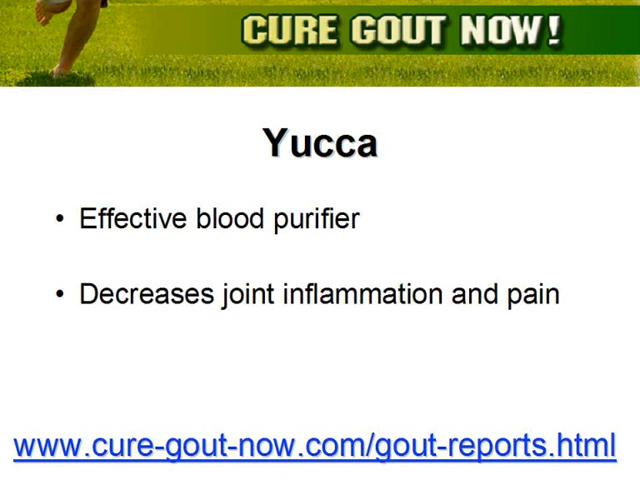 CURE GOUT NOW!
Yucca
• Effective blood purifier
• Decreases joint inflammation and pain
www.cure-gout-now.com/gout-reports.html